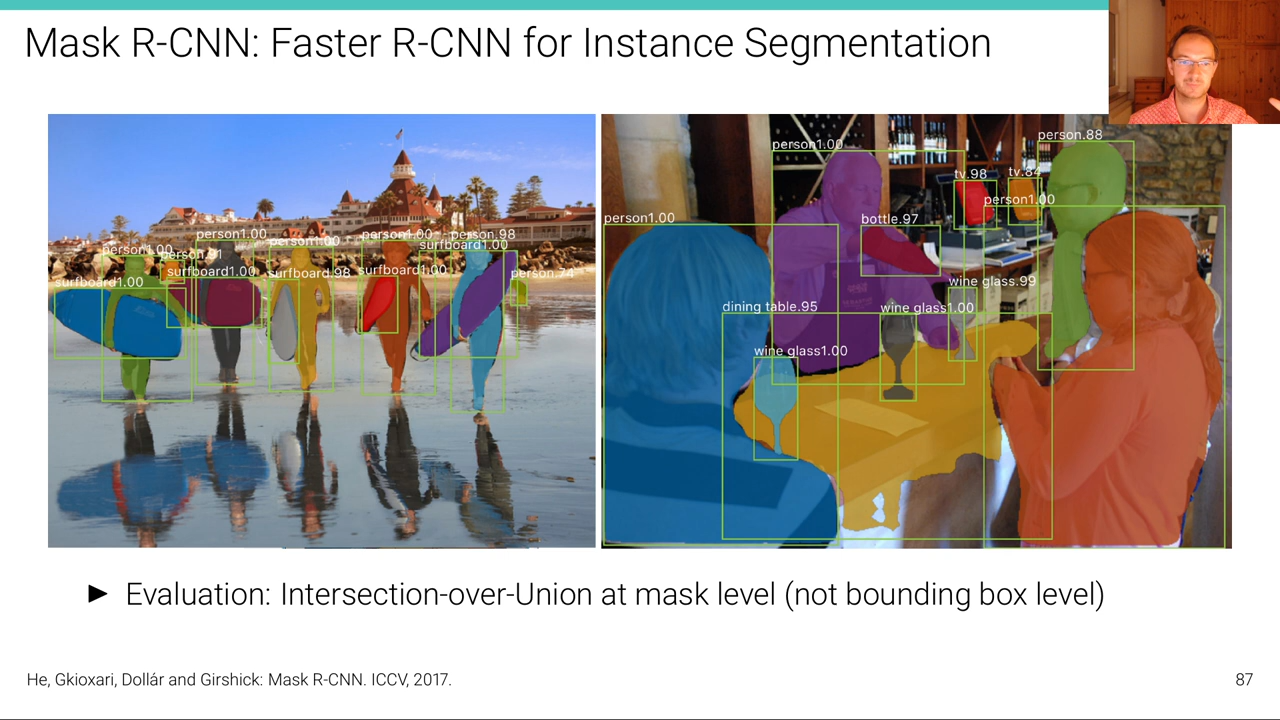 Mask R-CNN: Faster R-CNN for Instance Segmentation
person1.00
person.91
person1.00
person1.00
person1.00
person.98
surfboard1.00
surfboard1.00
surfboard1.00
surfboard.98
surfboard1.00
person.74
person1.00
person.88
tv.98
tv.84
person1.00
person1.00
bottle.97
wine glass.99
dining table.95
wine glass1.00
wine glass1.00
► Evaluation: Intersection-over-Union at mask level (not bounding box level)
He, Gkioxari, Dollár and Girshick: Mask R-CNN. ICCV, 2017.
87